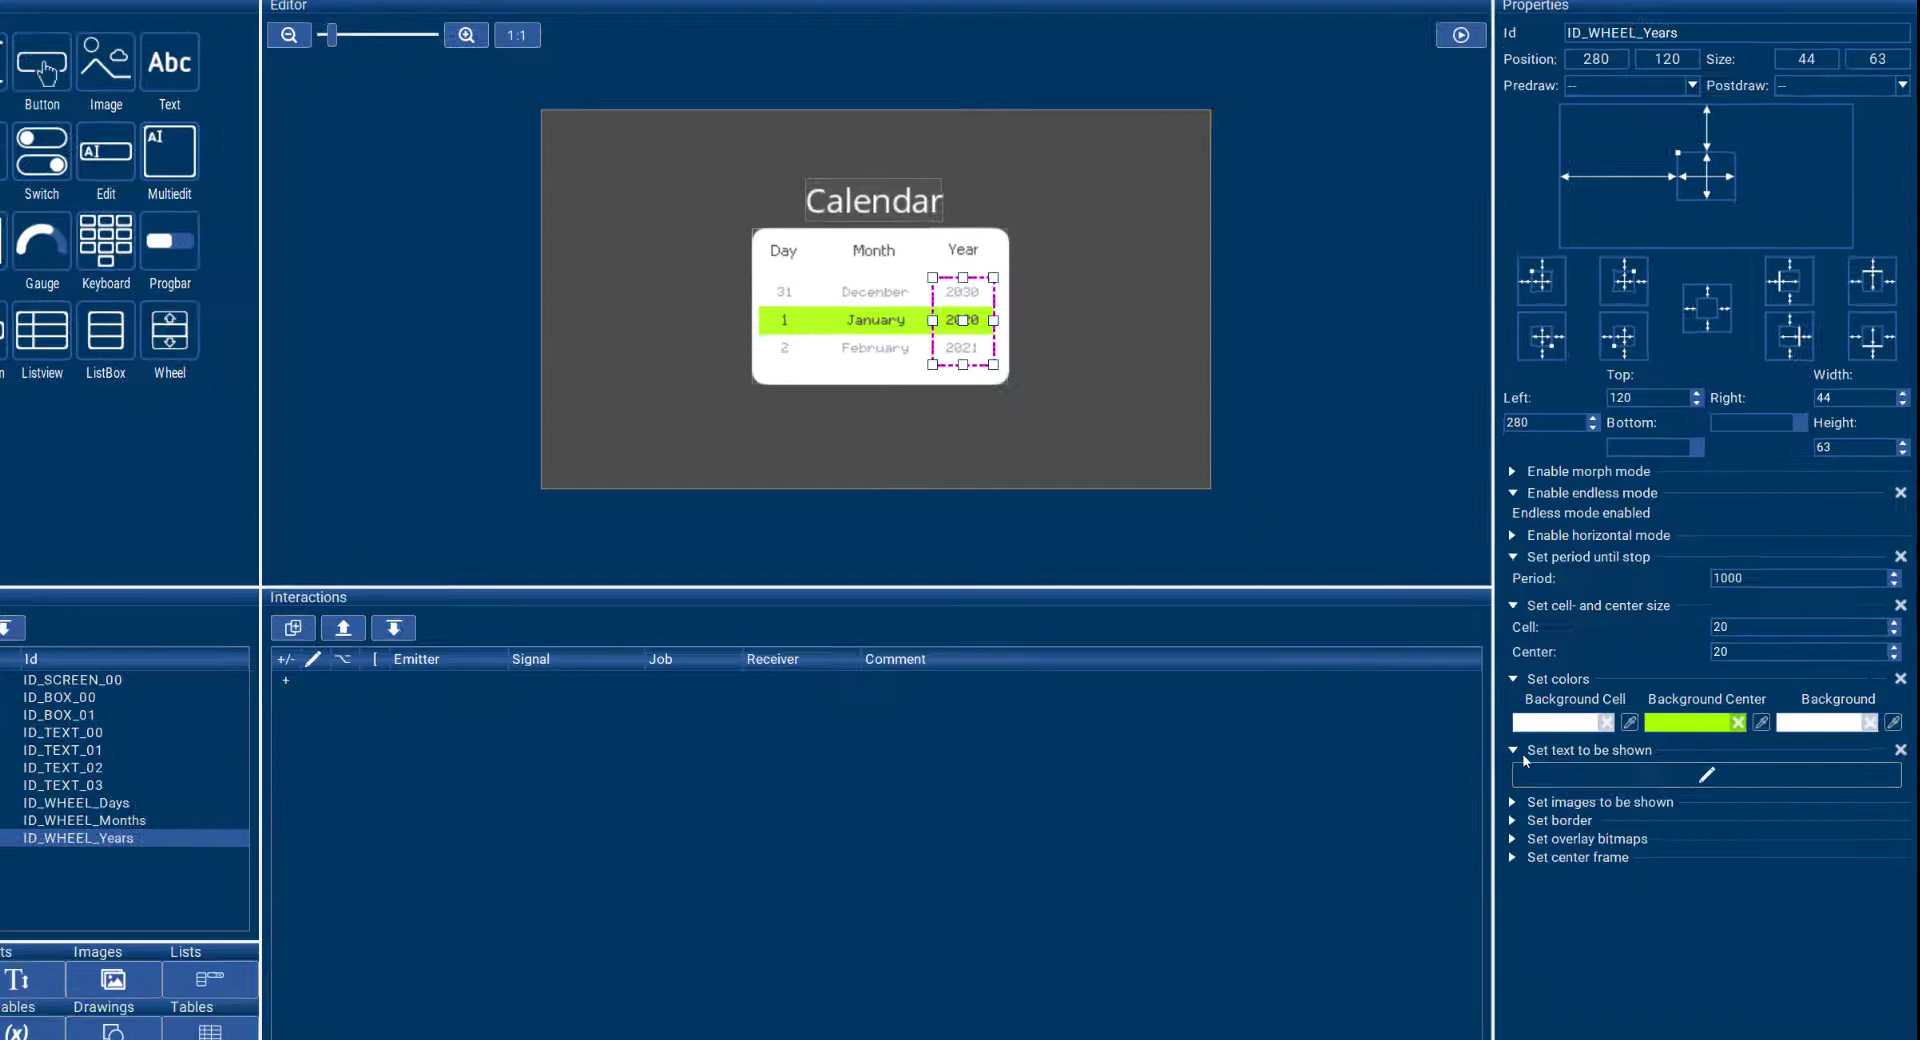 Editor
1:1
Button
Image
Abc
Text
Switch
AI
Edit
AI
Multiedit
Gauge
Keyboard
Progbar
n
Listview
ListBox
Wheel
Calendar
Day Month Year
31 December 2030
1 January
2 February 2021
Id
ID_SCREEN_00
ID_BOX_00
ID_BOX_01
ID_TEXT_00
ID_TEXT_01
ID_TEXT_02
ID_TEXT_03
ID_WHEEL_Days
ID_WHEEL_Months
ID_WHEEL_Years
ts Images Lists
T
ables Drawings Tables
(x)
Interactions
+/- [ Emitter Signal Job Receiver Comment
+
Properties
Id ID_WHEEL_Years
Position: 280 120 Size: 44 63
Predraw: -- Postdraw: --
Top: Width:
Left: 120 Right: 44
280 Bottom: Height:
63
Enable morph mode
Enable endless mode
Endless mode enabled
Enable horizontal mode
Set period until stop
Period: 1000
Set cell- and center size
Cell: 20
Center: 20
Set colors
Background Cell Background Center Background
Set text to be shown
Set images to be shown
Set border
Set overlay bitmaps
Set center frame